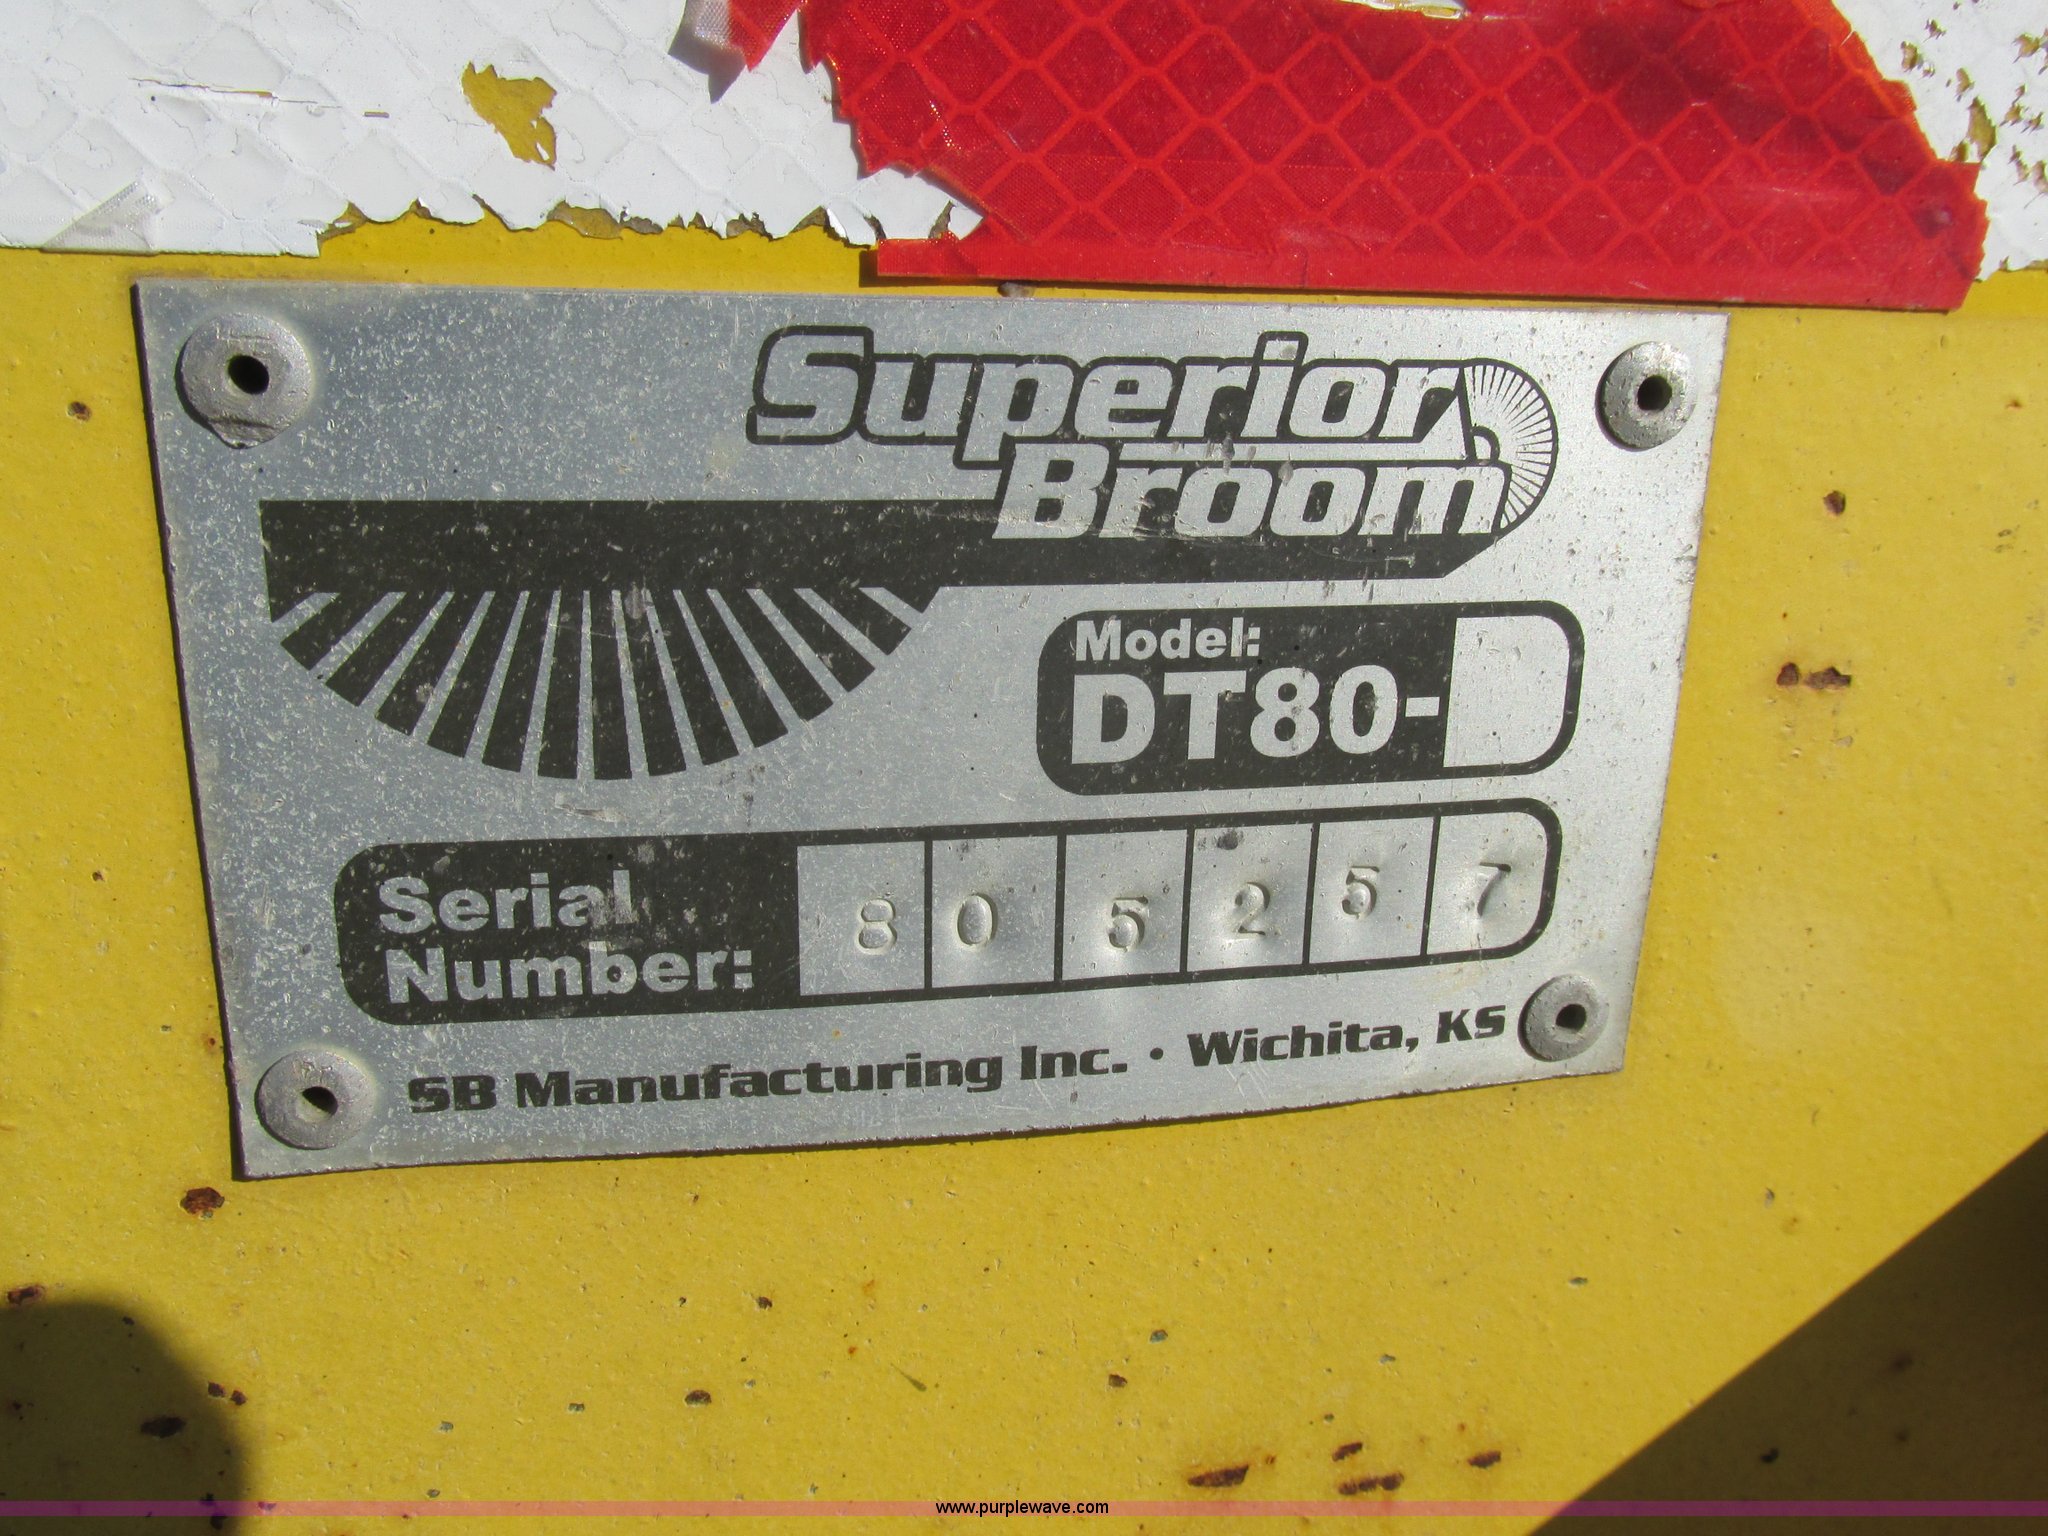 Superior
Broom
Model:
DT80-
Serial
Number: 805257
SB Manufacturing Inc. • Wichita, KS
www.purplewave.com